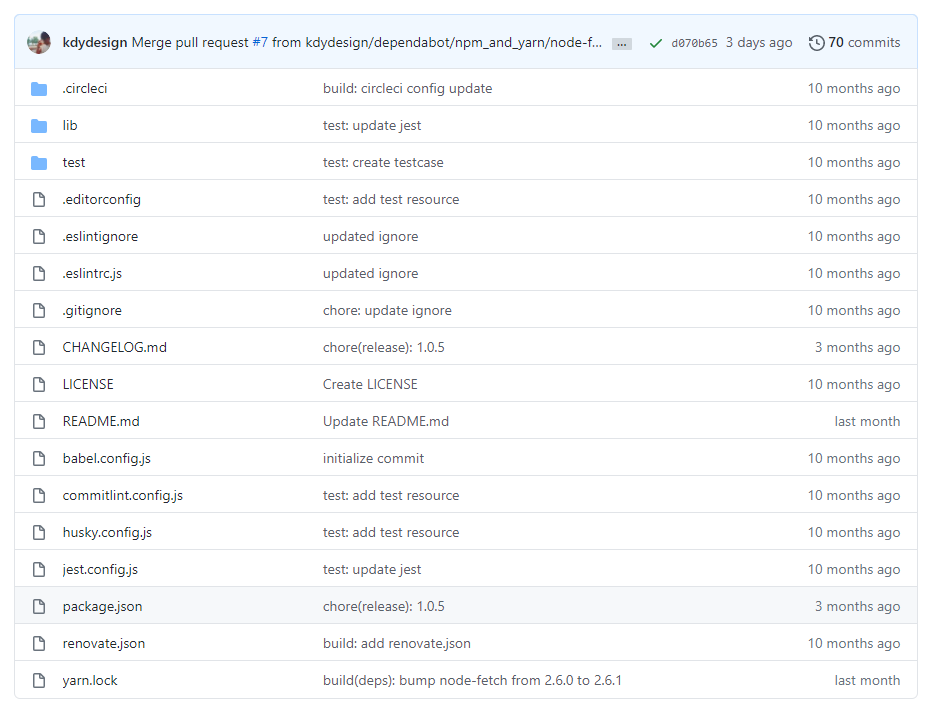 kdydesign Merge pull request #7 from kdydesign/dependabot/npm_and_yarn/node-f... ... d070b65 3 days ago 70 commits
.circleci build: circleci config update 10 months ago
lib test: update jest 10 months ago
test test: create testcase 10 months ago
.editorconfig test: add test resource 10 months ago
.eslintignore updated ignore 10 months ago
.eslintrc.js updated ignore 10 months ago
.gitignore chore: update ignore 10 months ago
CHANGELOG.md chore(release): 1.0.5 3 months ago
LICENSE Create LICENSE 10 months ago
README.md Update README.md last month
babel.config.js initialize commit 10 months ago
commitlint.config.js test: add test resource 10 months ago
husky.config.js test: add test resource 10 months ago
jest.config.js test: update jest 10 months ago
package.json chore(release): 1.0.5 3 months ago
renovate.json build: add renovate.json 10 months ago
yarn.lock build(deps): bump node-fetch from 2.6.0 to 2.6.1 last month